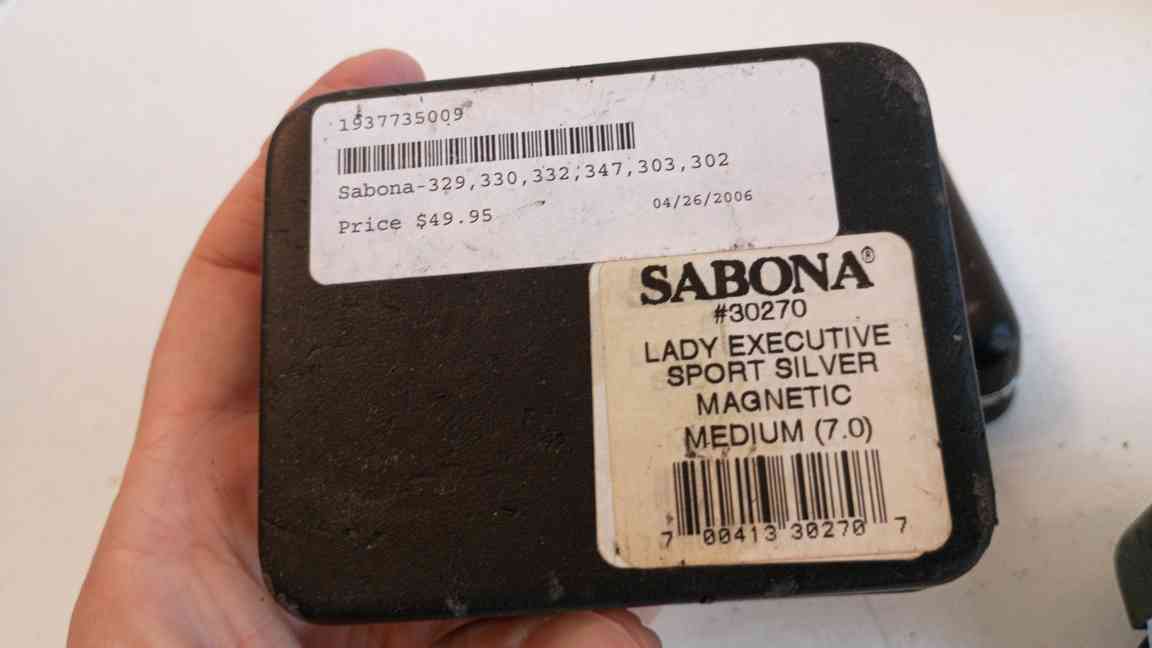 1937735009
Sabona-329,330,332,347,303,302
Price $49.95 04/26/2006
SABONA®
#30270
LADY EXECUTIVE
SPORT SILVER
MAGNETIC
MEDIUM (7.0)
7 00413 30270 7